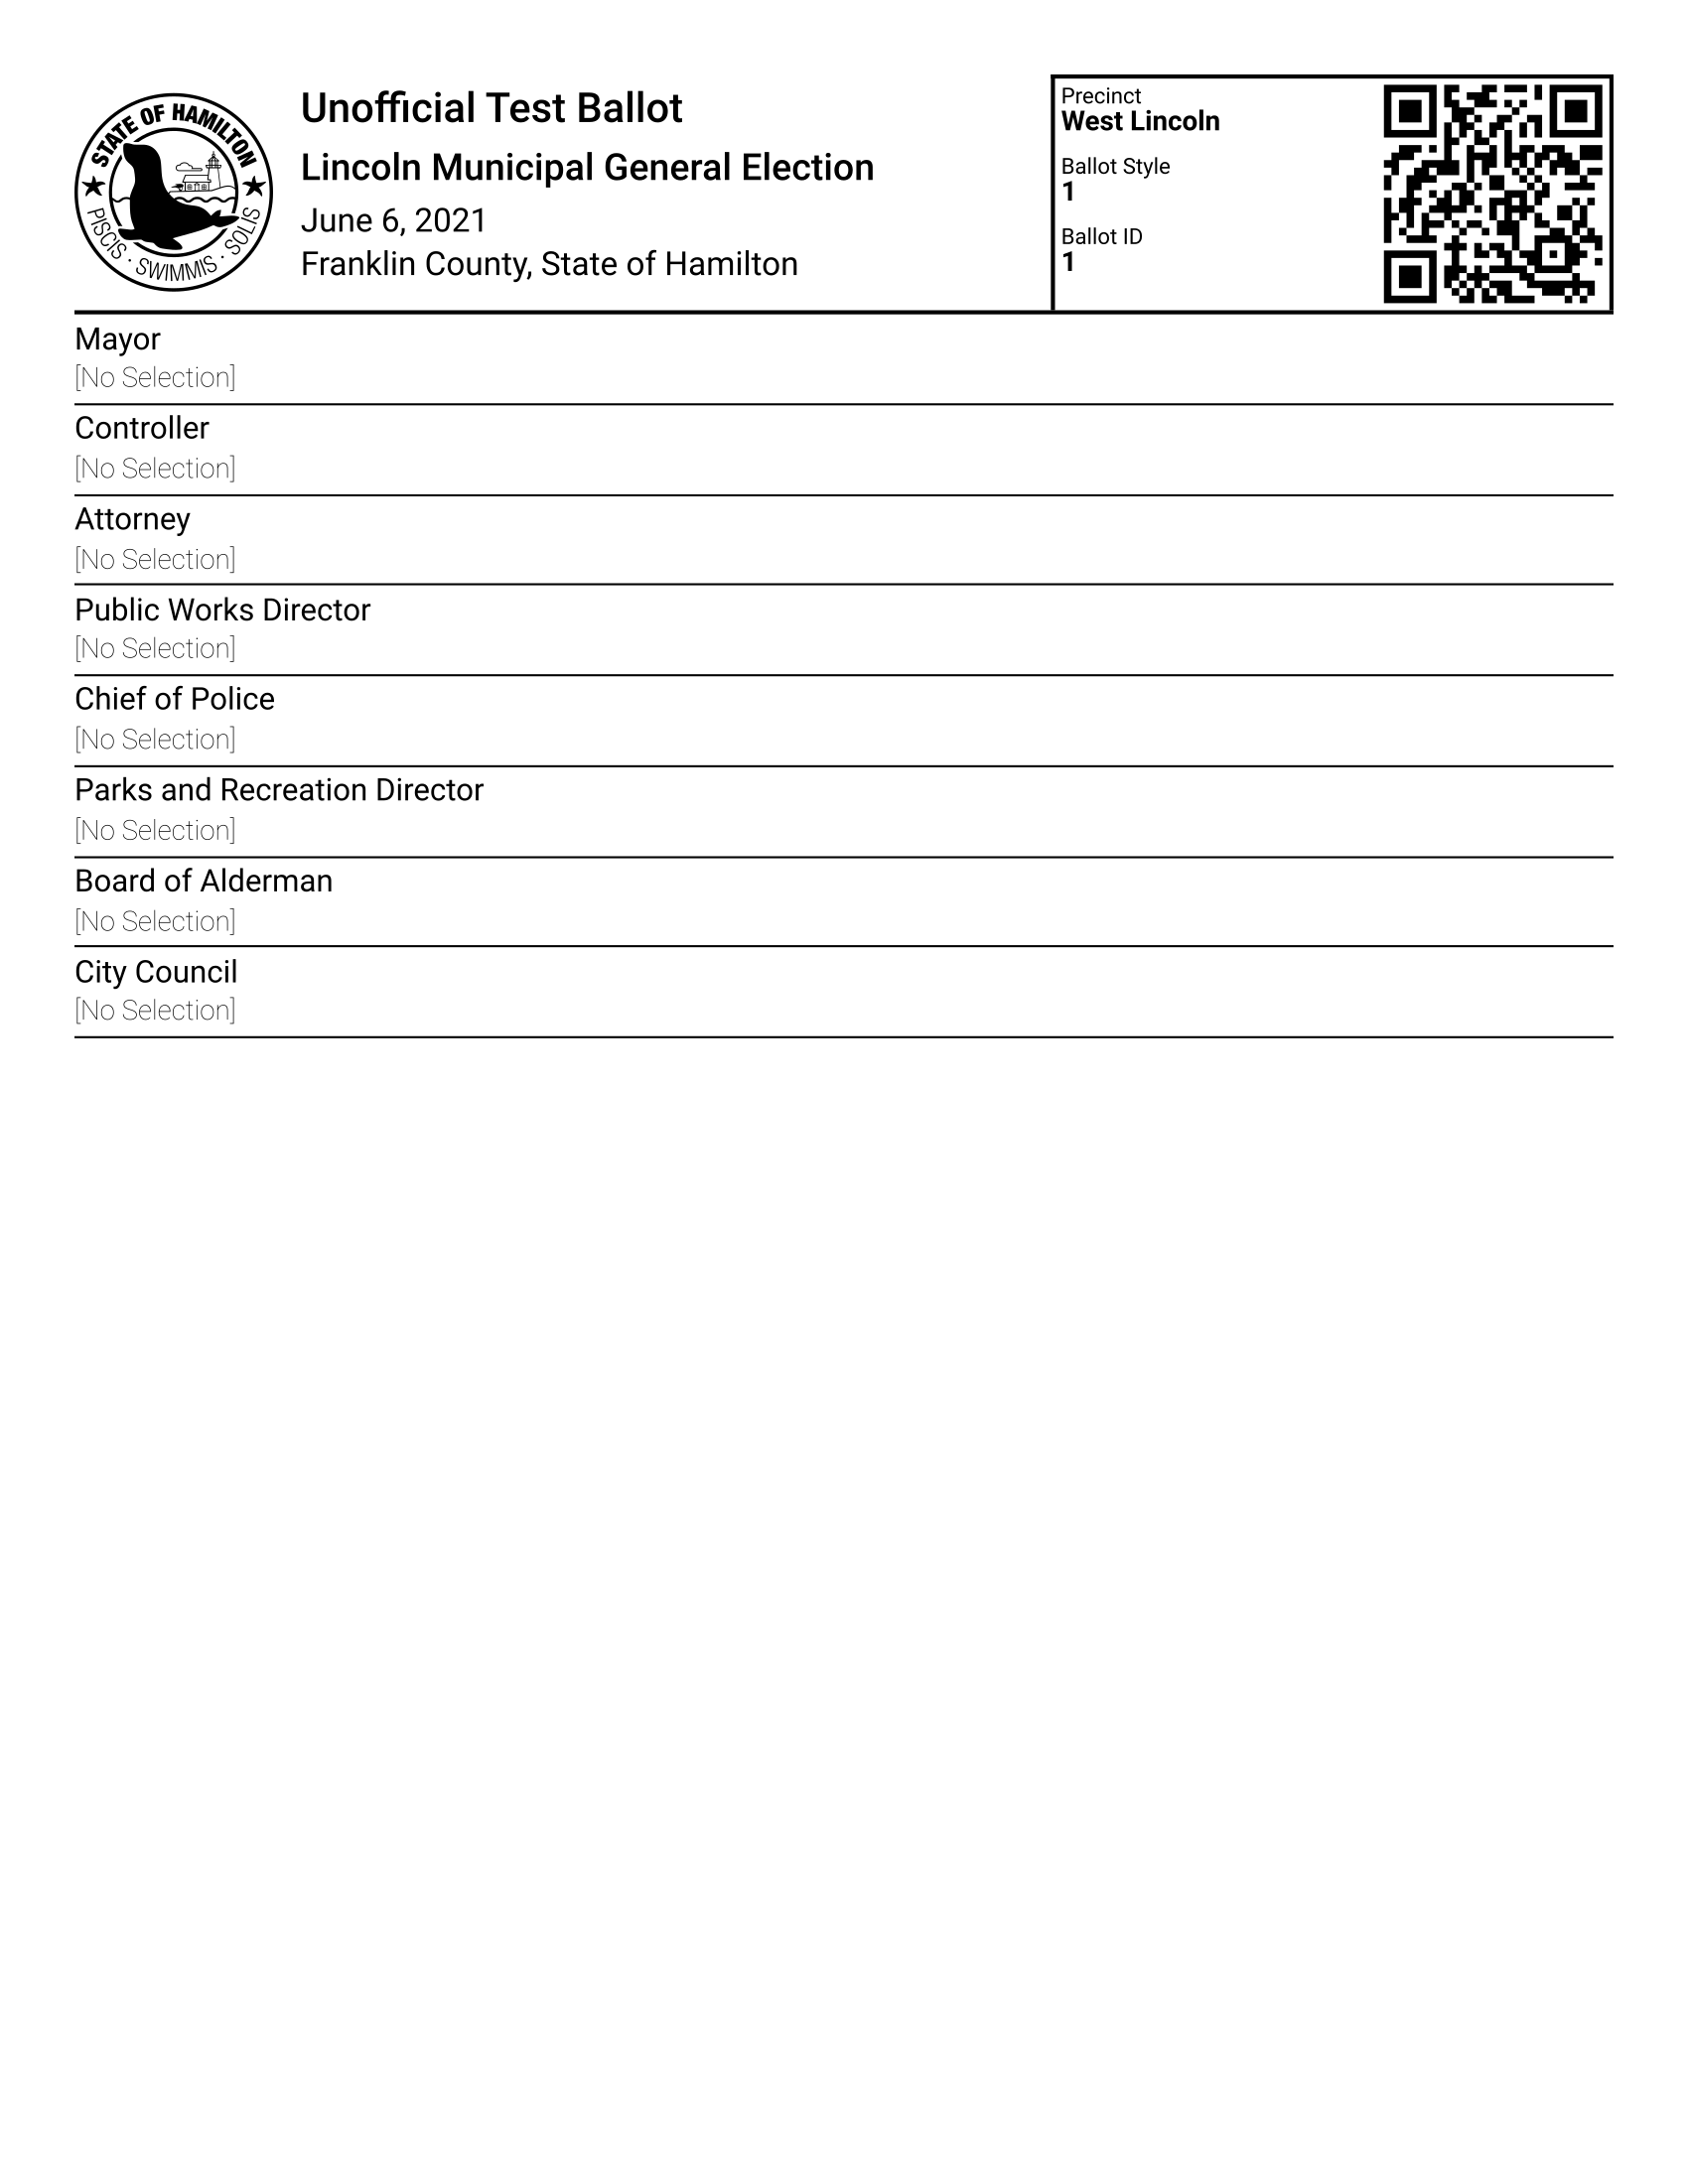 STATE OF HAMILTON
PISCIS · SWIMMIS · SOLIS
Unofficial Test Ballot
Lincoln Municipal General Election
June 6, 2021
Franklin County, State of Hamilton
Precinct
West Lincoln
Ballot Style
1
Ballot ID
1
Mayor
[No Selection]
Controller
[No Selection]
Attorney
[No Selection]
Public Works Director
[No Selection]
Chief of Police
[No Selection]
Parks and Recreation Director
[No Selection]
Board of Alderman
[No Selection]
City Council
[No Selection]